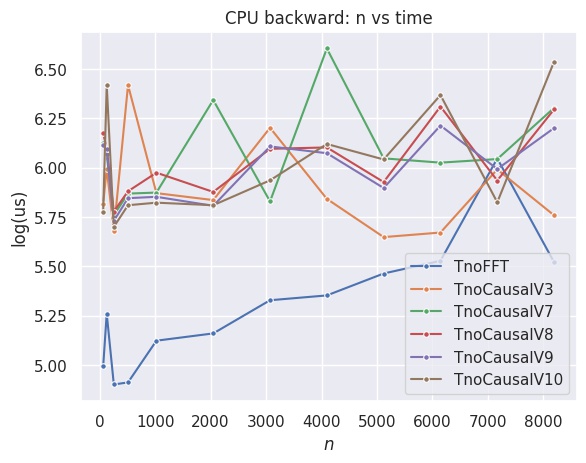 CPU backward: n vs time
log(us)
6.50
6.25
6.00
5.75
5.50
5.25
5.00
0 1000 2000 3000 4000 5000 6000 7000 8000
n
TnoFFT
TnoCausalV3
TnoCausalV7
TnoCausalV8
TnoCausalV9
TnoCausalV10